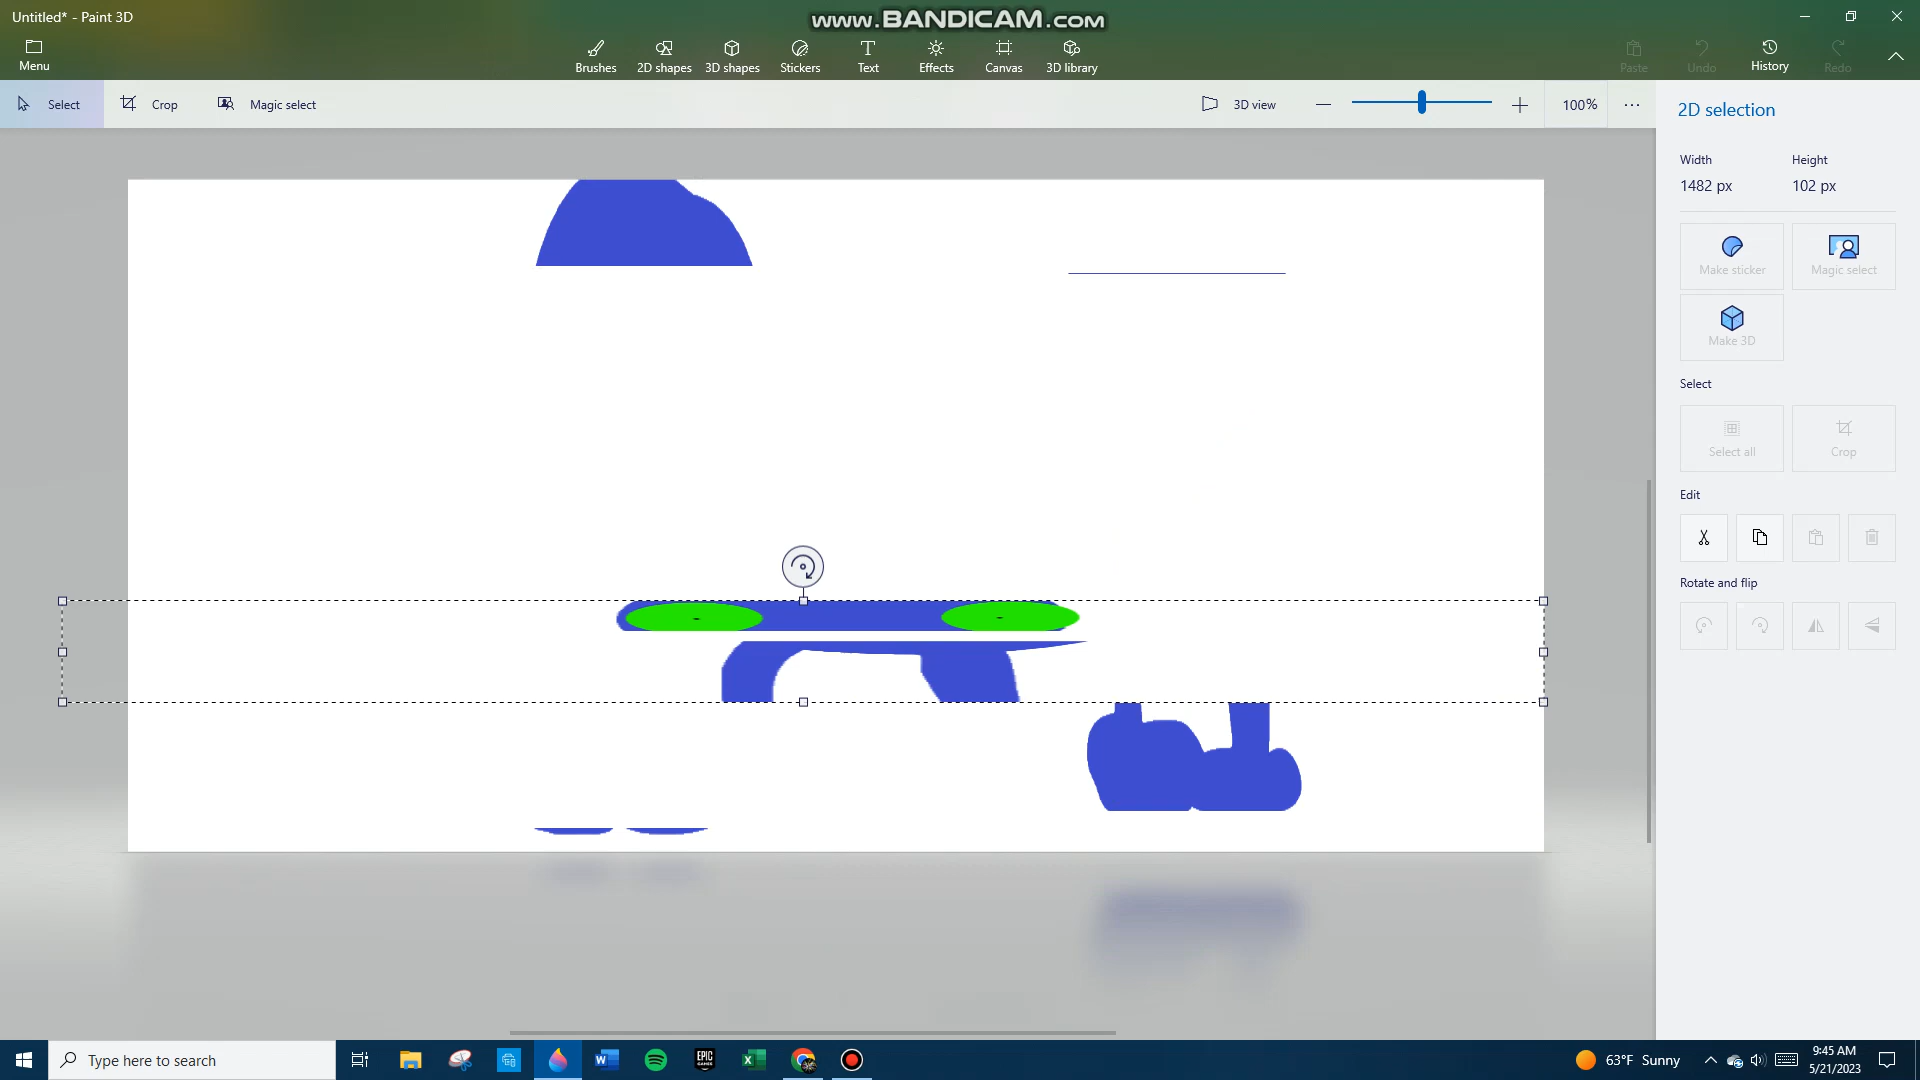 Untitled* - Paint 3D
www.BANDICAM.com
Menu
Brushes 2D shapes 3D shapes Stickers Text Effects Canvas 3D library
Paste Undo History Redo
Select Crop Magic select
3D view 100%
2D selection
Width Height
1482 px 102 px
Make sticker Magic select
Make 3D
Select
Select all Crop
Edit
Rotate and flip
Type here to search
W
EPIC
GAMES
X
63°F Sunny
9:45 AM
5/21/2023